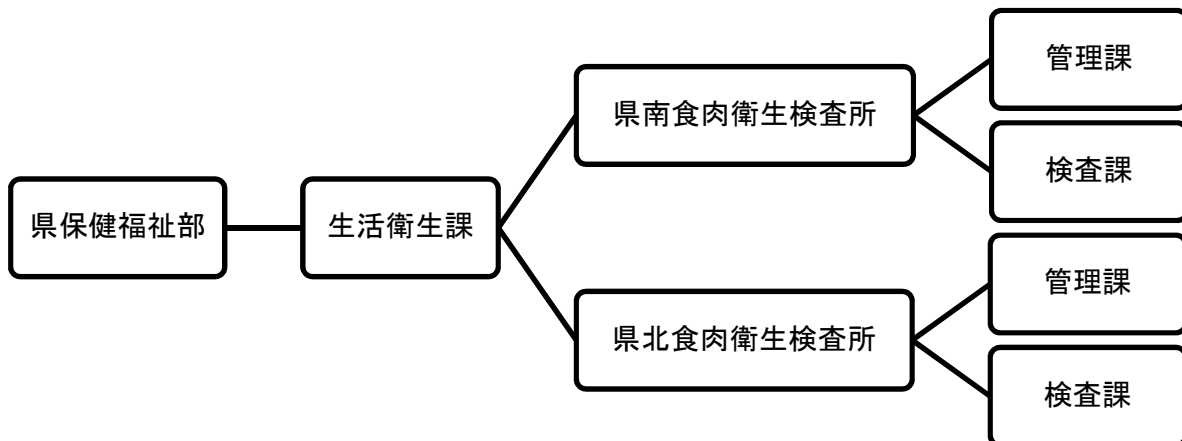 県保健福祉部
生活衛生課
県南食肉衛生検査所
管理課
検査課
県北食肉衛生検査所
管理課
検査課